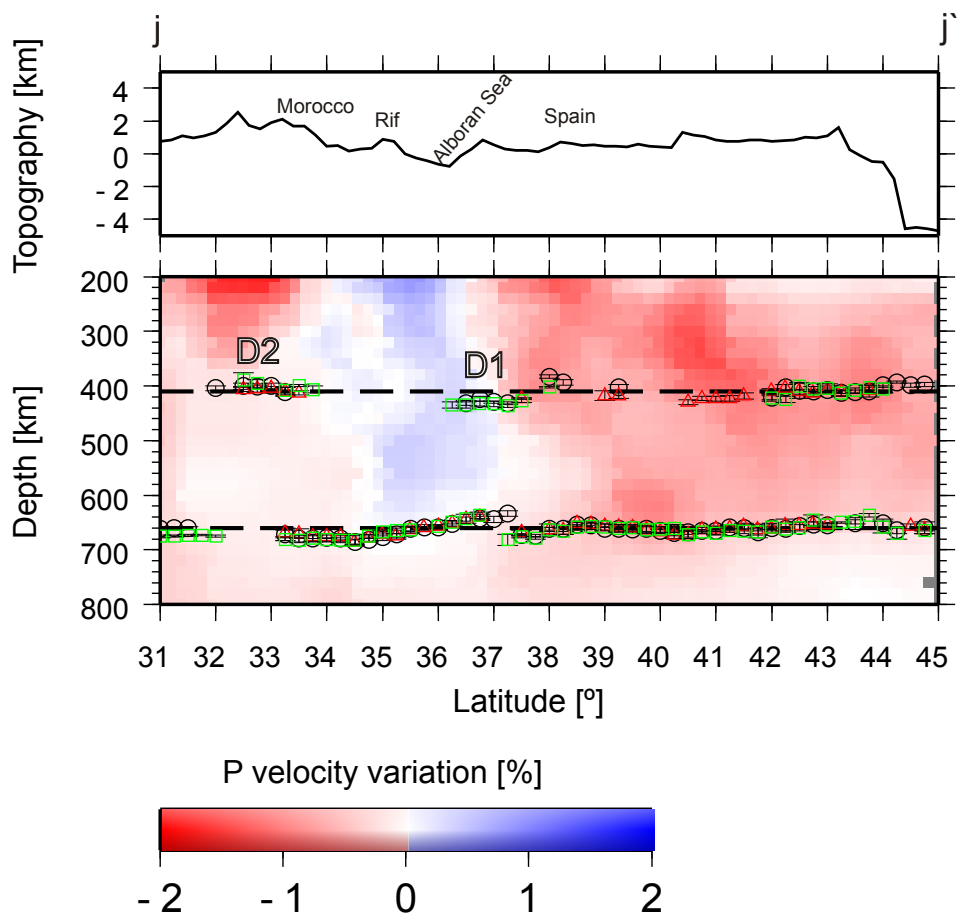 j j`
Topography [km]
4
2
0
- 2
- 4
Morocco
Rif
Alboran Sea
Spain
Depth [km]
200
300
400
500
600
700
800
D2
D1
31 32 33 34 35 36 37 38 39 40 41 42 43 44 45
Latitude [º]
P velocity variation [%]
- 2 - 1 0 1 2